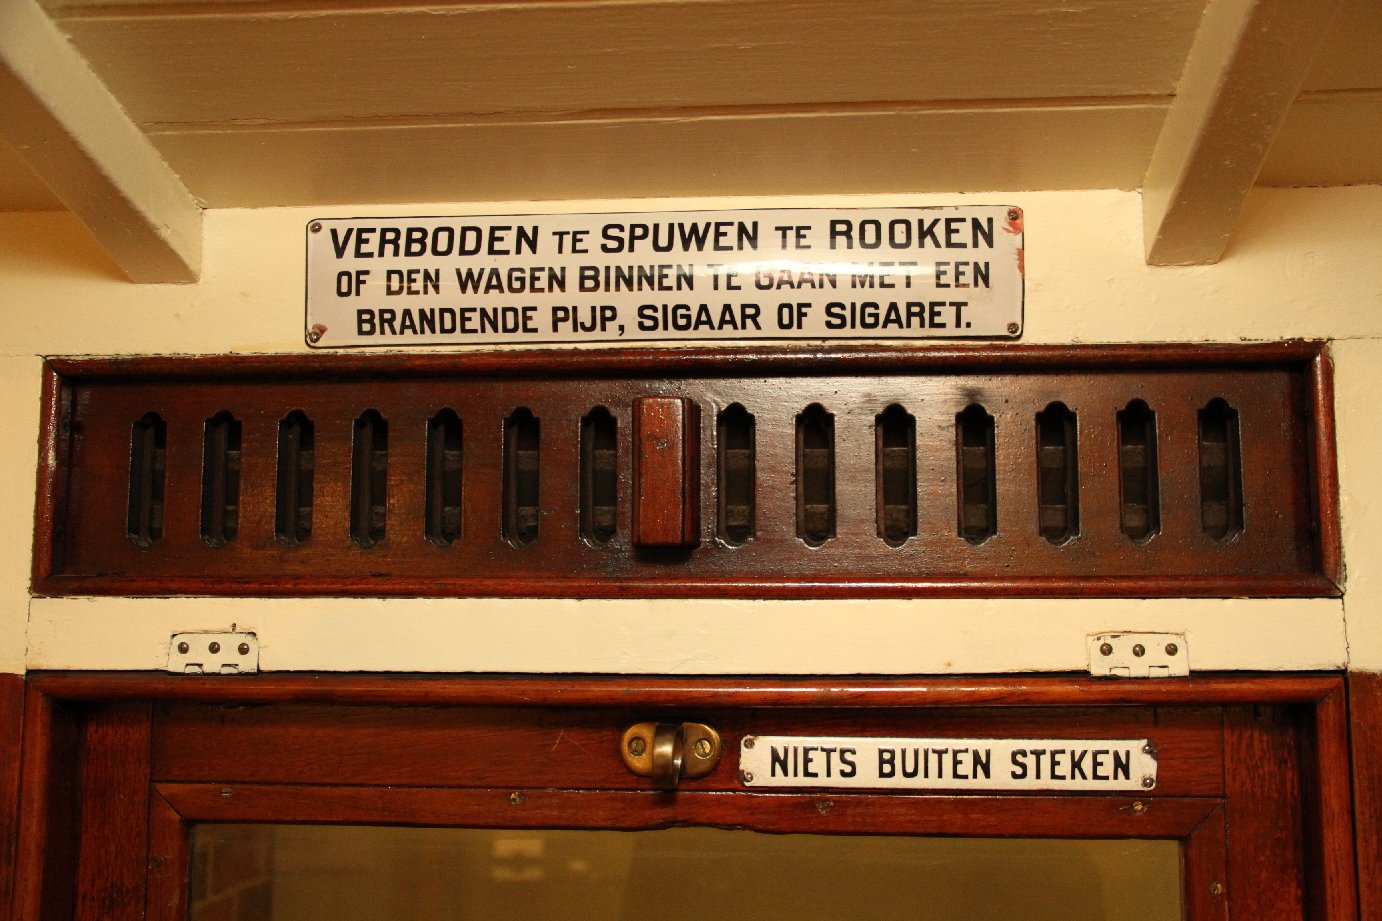 VERBODEN TE SPUWEN TE ROOKEN
OF DEN WAGEN BINNEN TE GAAN MET EEN
BRANDENDE PIJP, SIGAAR OF SIGARET.
NIETS BUITEN STEKEN